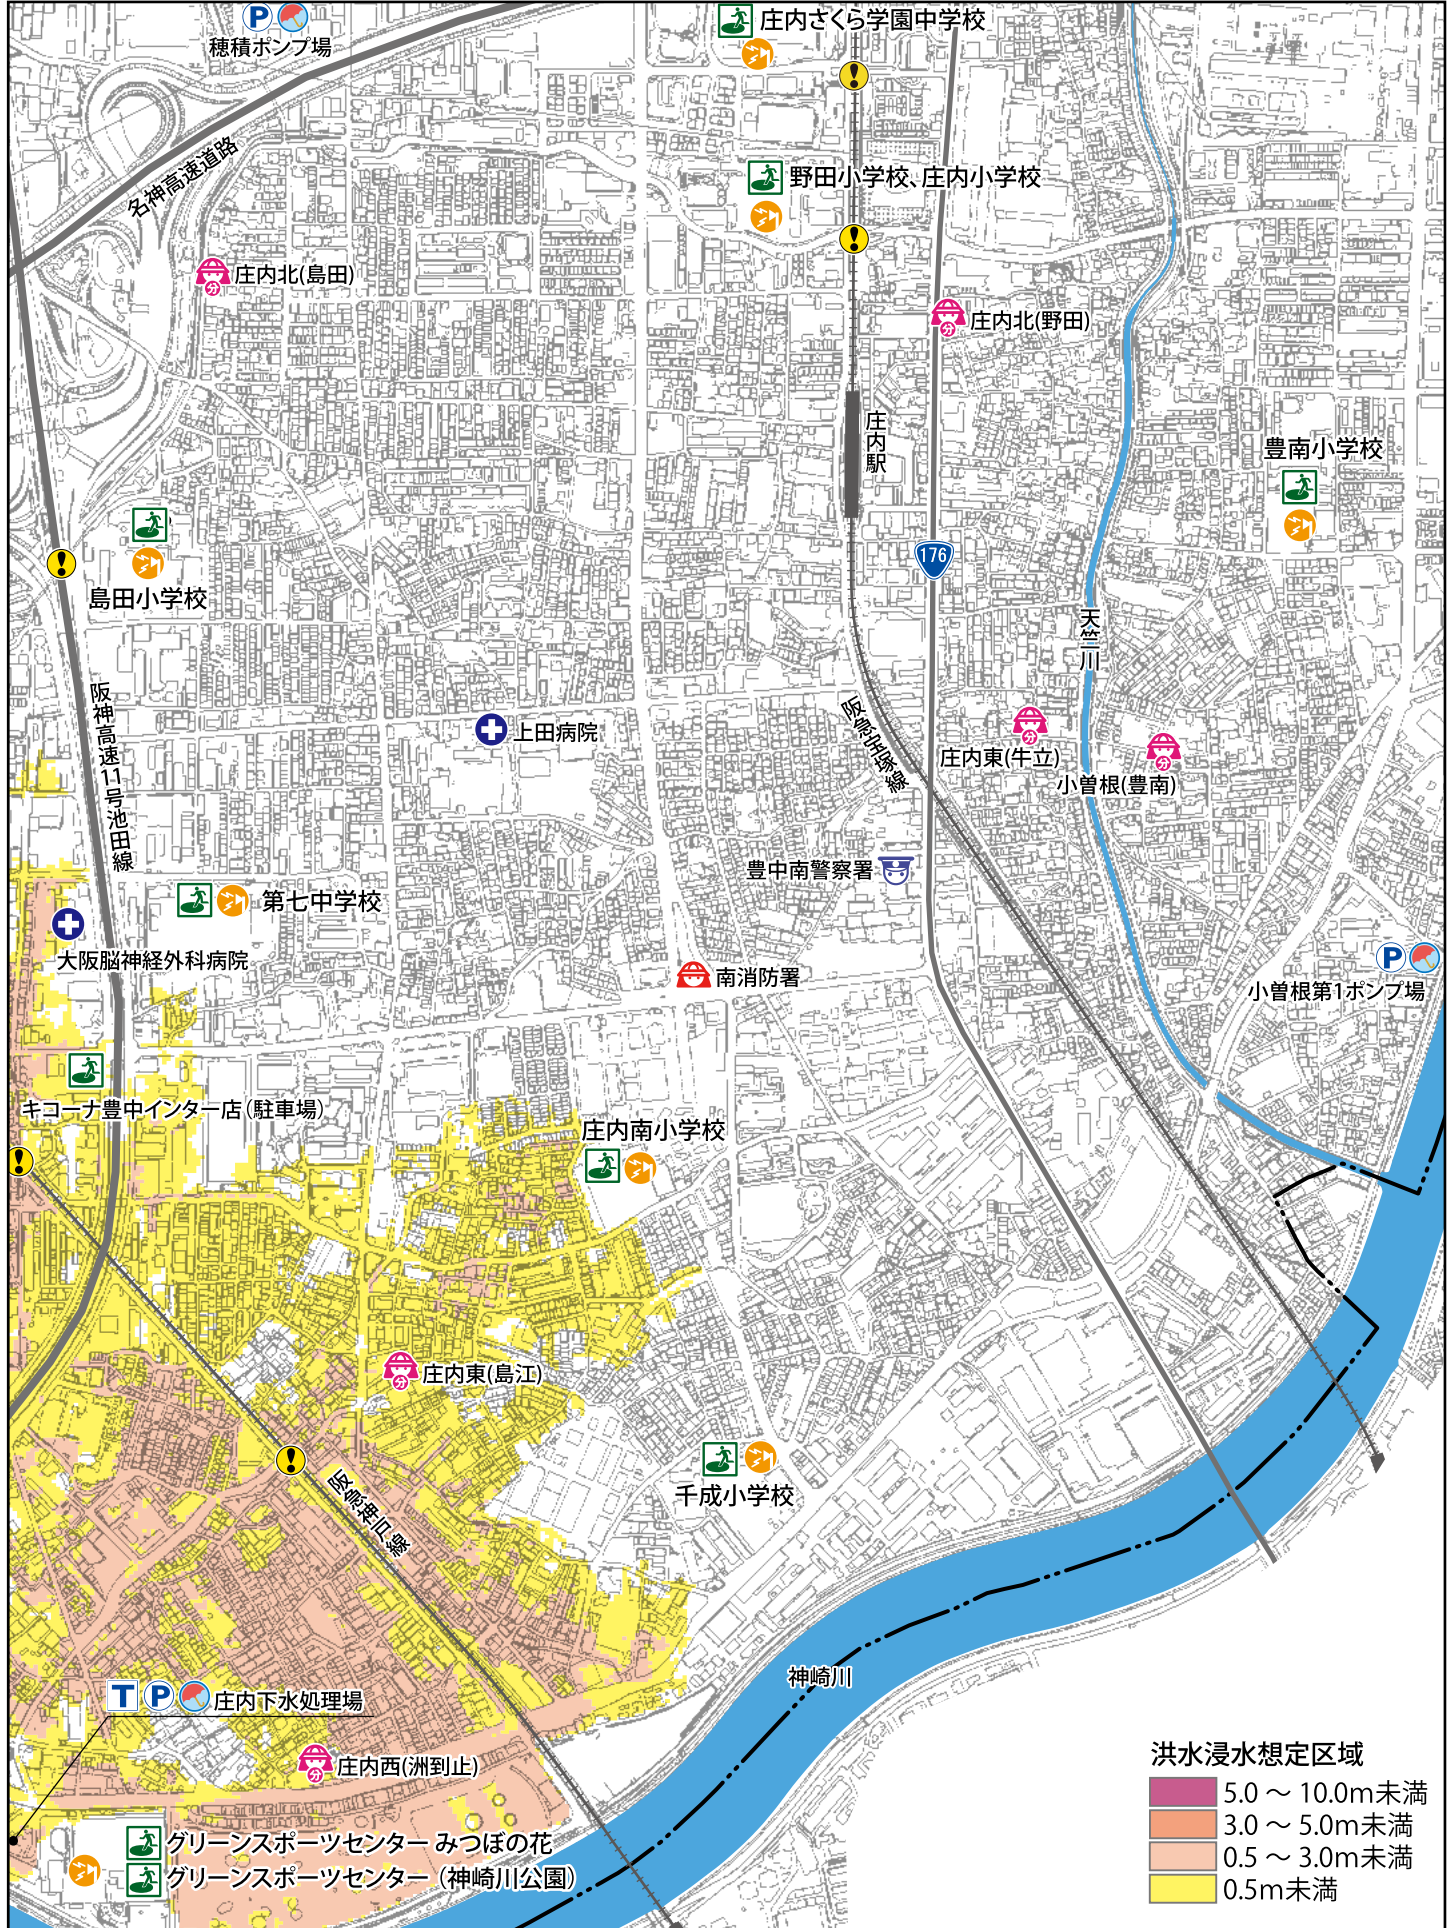 P
穂積ポンプ場
庄内さくら学園中学校
名神高速道路
野田小学校、庄内小学校
分
庄内北(島田)
分
庄内北(野田)
庄内駅
豊南小学校
176
島田小学校
天竺川
阪神高速11号池田線
上田病院
阪急宝塚線
分
庄内東(牛立)
分
小曽根(豊南)
豊中南警察署
第七中学校
大阪脳神経外科病院
南消防署
P
小曽根第1ポンプ場
キコーナ豊中インター店(駐車場)
庄内南小学校
分
庄内東(島江)
阪急神戸線
千成小学校
神崎川
T P
庄内下水処理場
分
庄内西(洲到止)
グリーンスポーツセンター みつぼの花
グリーンスポーツセンター (神崎川公園)
洪水浸水想定区域
5.0 ～ 10.0m未満
3.0 ～ 5.0m未満
0.5 ～ 3.0m未満
0.5m未満